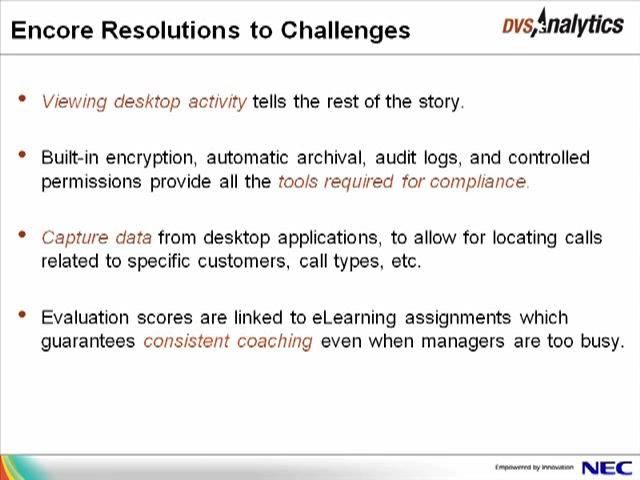 Encore Resolutions to Challenges
DVSAnalytics
• Viewing desktop activity tells the rest of the story.
• Built-in encryption, automatic archival, audit logs, and controlled
permissions provide all the tools required for compliance.
• Capture data from desktop applications, to allow for locating calls
related to specific customers, call types, etc.
• Evaluation scores are linked to eLearning assignments which
guarantees consistent coaching even when managers are too busy.
Empowered by Innovation NEC